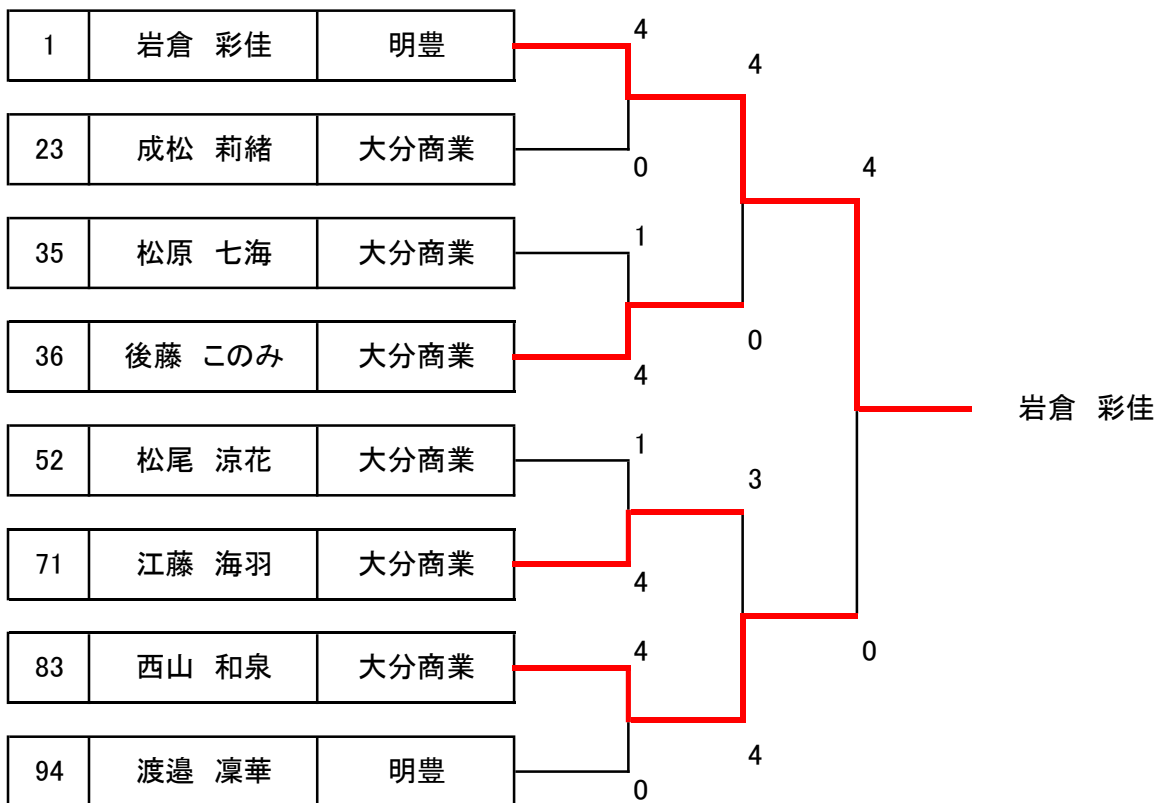 1 岩倉 彩佳 明豊
4
4
23 成松 莉緒 大分商業
0
4
35 松原 七海 大分商業
1
0
36 後藤 このみ 大分商業
4
岩倉 彩佳
52 松尾 涼花 大分商業
1
3
71 江藤 海羽 大分商業
4
83 西山 和泉 大分商業
4
0
94 渡邉 凜華 明豊
4
0